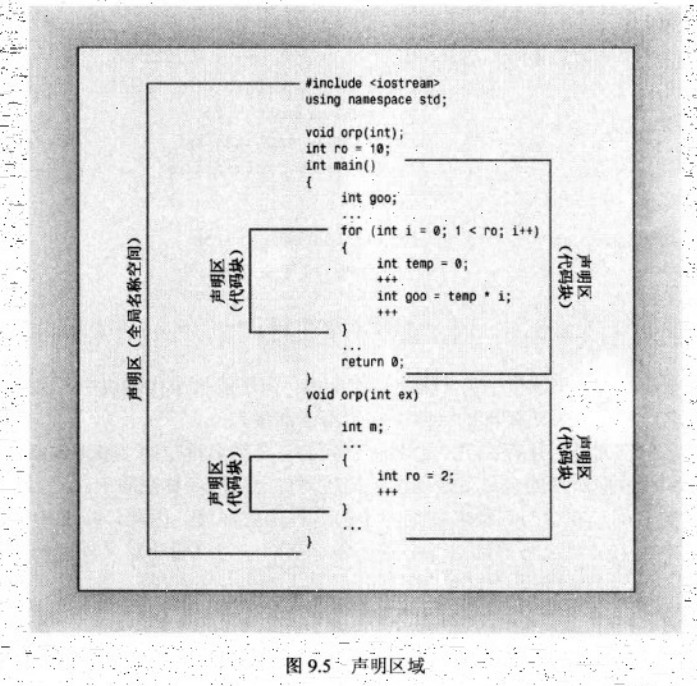 #include <iostream>
using namespace std;
void orp(int);
int ro = 10;
int main()
{
int goo;
...
for (int i = 0; 1 < ro; i++)
{
int temp = 0;
+++
int goo = temp * i;
+++
}
...
return 0;
}
void orp(int ex)
{
int m;
...
{
int ro = 2;
+++
}
...
}
声明区（全局名称空间）
声明区
（代码块）
声明区
（代码块）
声明区
（代码块）
声明区
（代码块）
图 9.5 声明区域